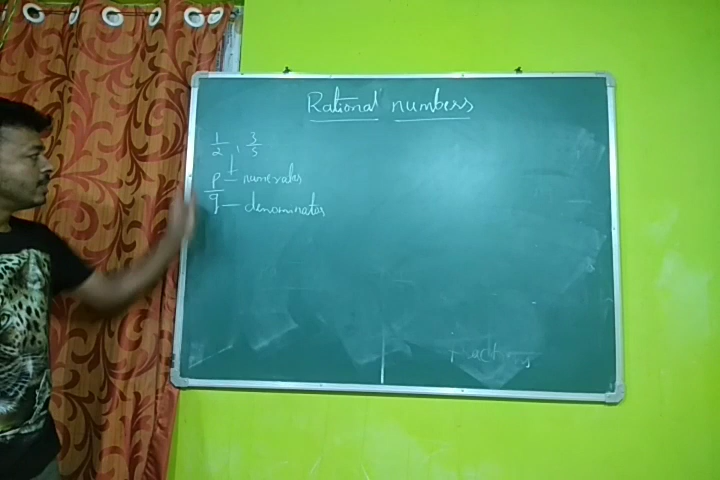 Rational numbers
1/2, 3/5
p — numerator
q — denominator